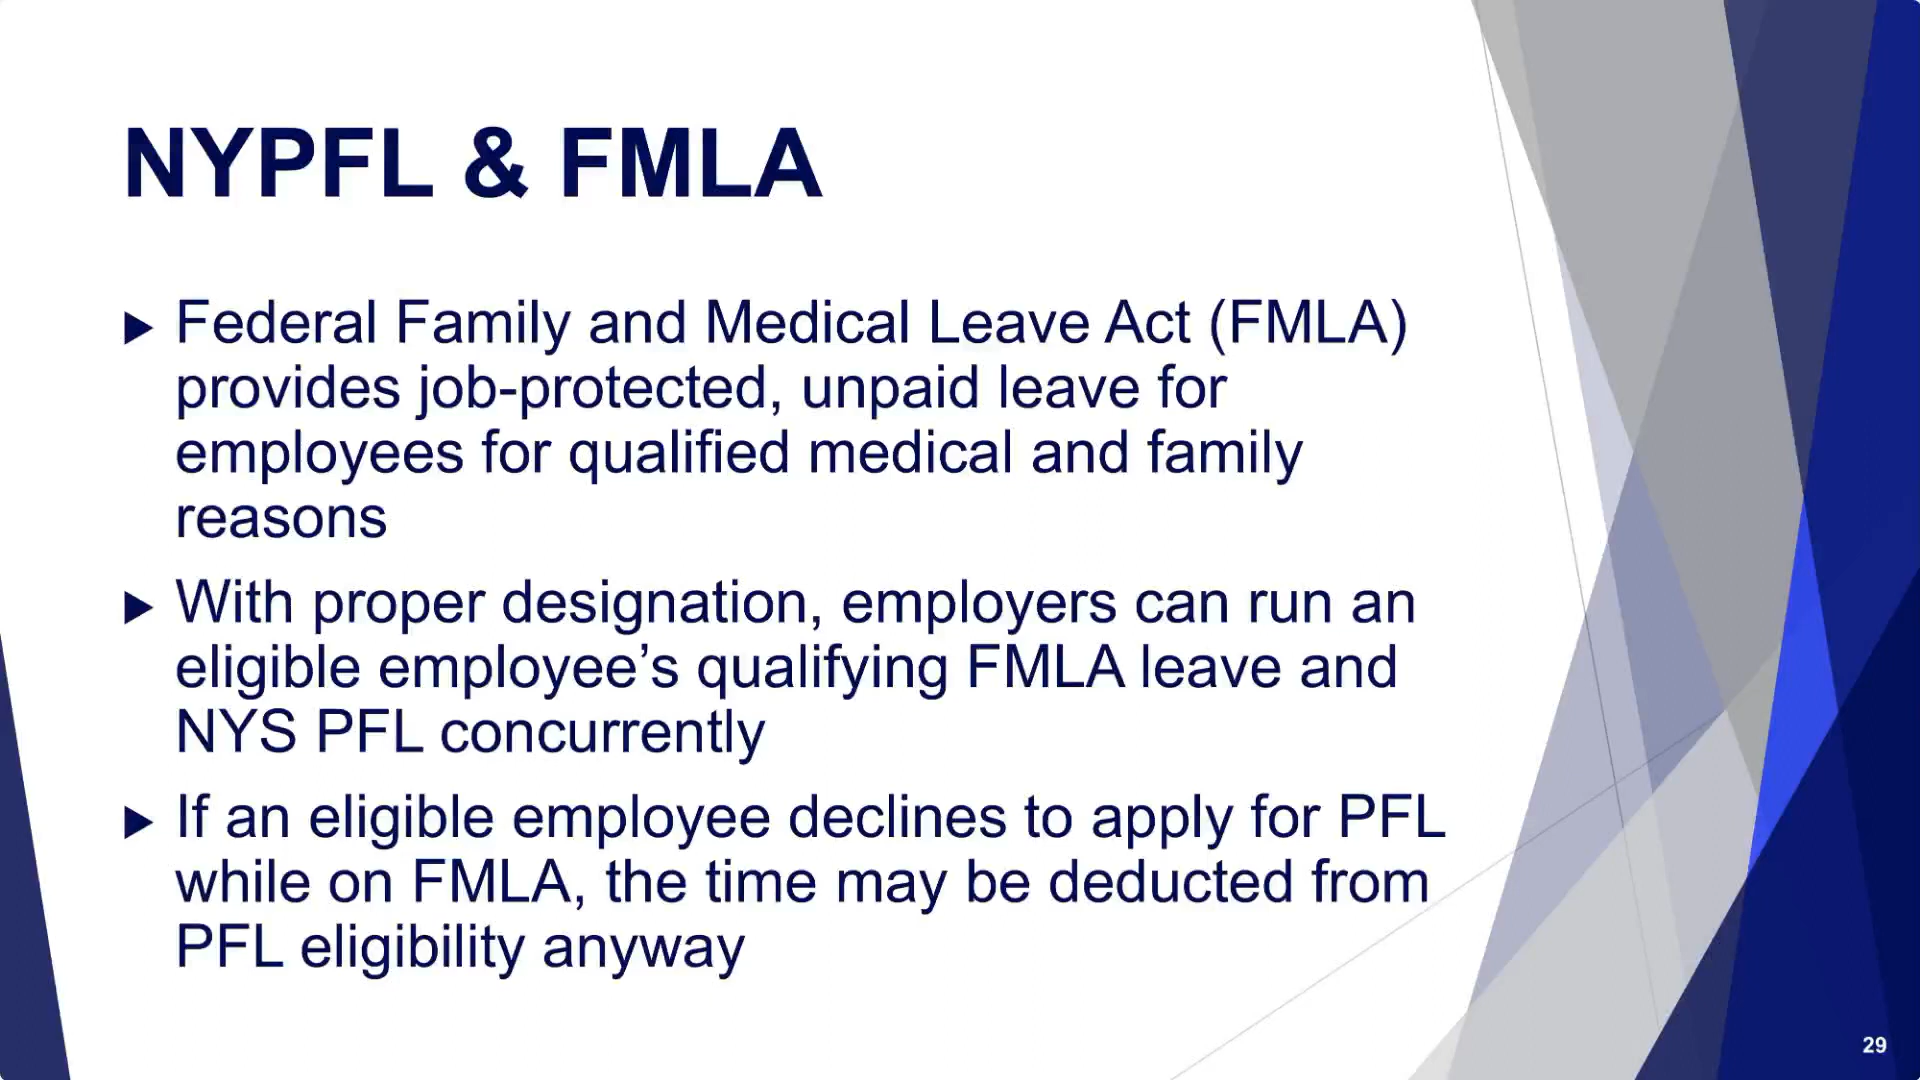 NYPFL & FMLA
Federal Family and Medical Leave Act (FMLA)
provides job-protected, unpaid leave for
employees for qualified medical and family
reasons
With proper designation, employers can run an
eligible employee’s qualifying FMLA leave and
NYS PFL concurrently
If an eligible employee declines to apply for PFL
while on FMLA, the time may be deducted from
PFL eligibility anyway
29